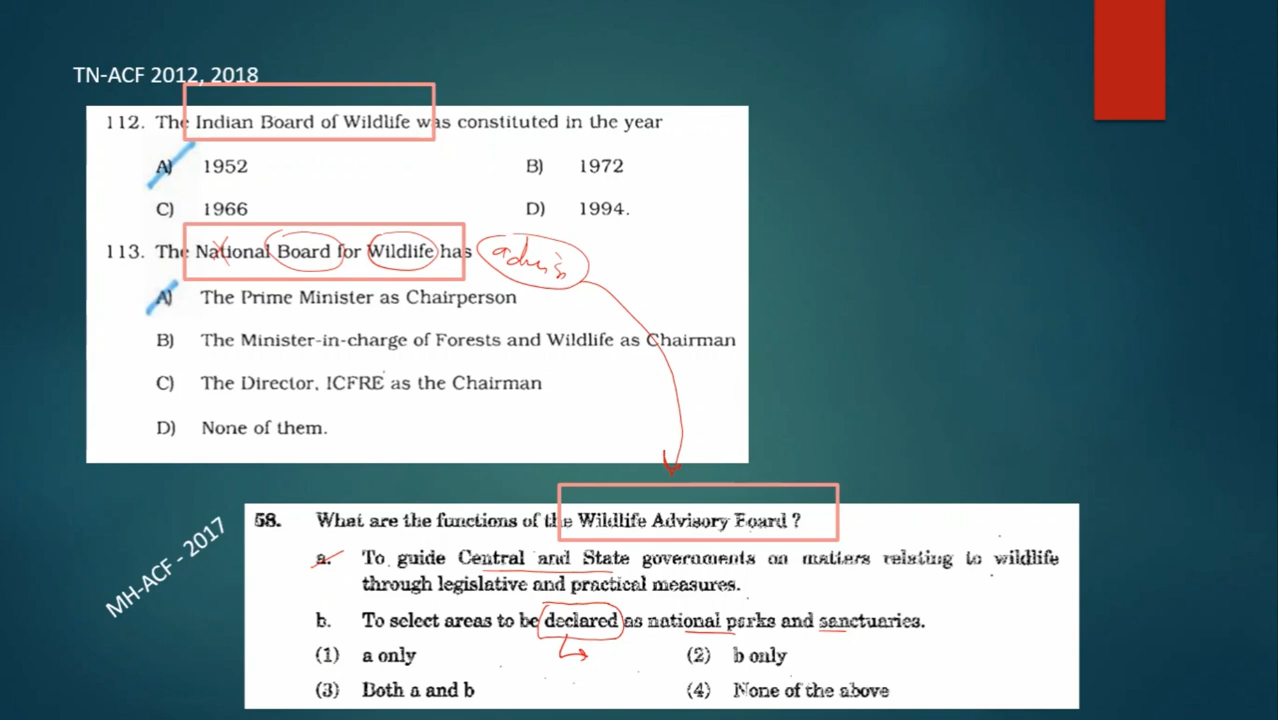 TN-ACF 2012, 2018
112. The Indian Board of Wildlife was constituted in the year
A) 1952 B) 1972
C) 1966 D) 1994.
113. The National Board for Wildlife has
A) The Prime Minister as Chairperson
B) The Minister-in-charge of Forests and Wildlife as Chairman
C) The Director, ICFRE as the Chairman
D) None of them.
MH-ACF - 2017
58. What are the functions of the Wildlife Advisory Board ?
a. To guide Central and State governments on matters relating to wildlife
through legislative and practical measures.
b. To select areas to be declared as national parks and sanctuaries.
(1) a only (2) b only
(3) Both a and b (4) None of the above